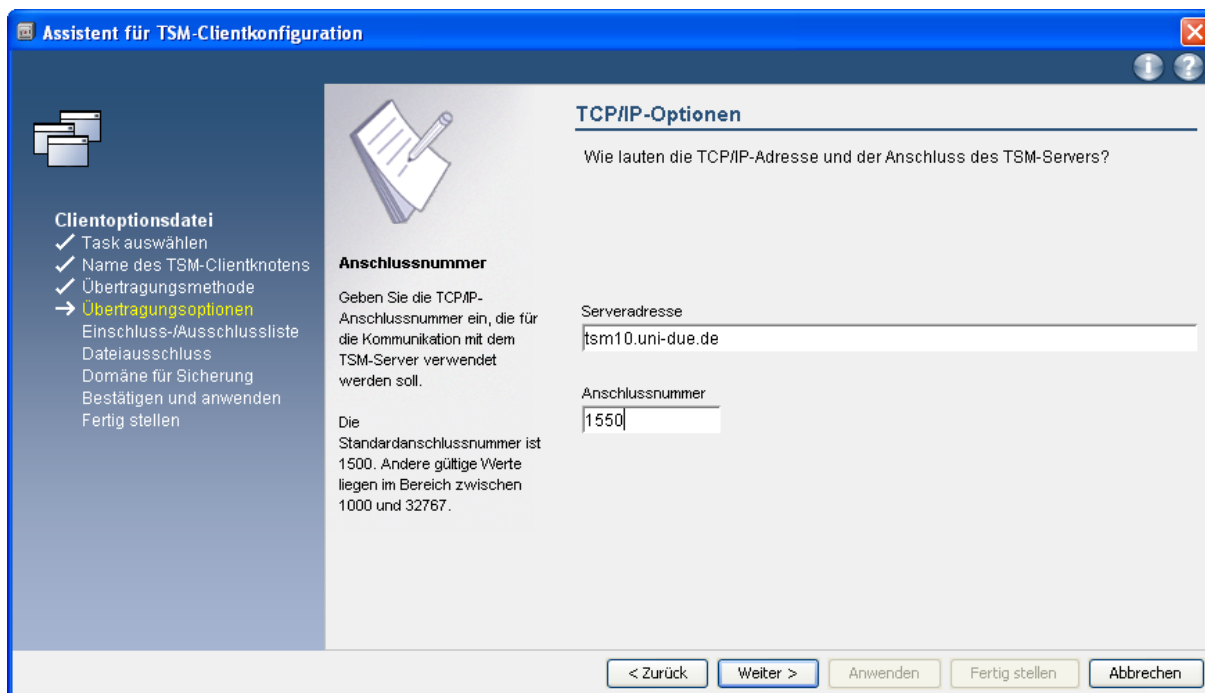 Assistent für TSM-Clientkonfiguration
Clientoptionsdatei
Task auswählen
Name des TSM-Clientknotens
Übertragungsmethode
Übertragungsoptionen
Einschluss-/Ausschlussliste
Dateiausschluss
Domäne für Sicherung
Bestätigen und anwenden
Fertig stellen
Anschlussnummer
Geben Sie die TCP/IP-
Anschlussnummer ein, die für
die Kommunikation mit dem
TSM-Server verwendet
werden soll.
Die
Standardanschlussnummer ist
1500. Andere gültige Werte
liegen im Bereich zwischen
1000 und 32767.
TCP/IP-Optionen
Wie lauten die TCP/IP-Adresse und der Anschluss des TSM-Servers?
Serveradresse
tsm10.uni-due.de
Anschlussnummer
1550
< Zurück
Weiter >
Anwenden
Fertig stellen
Abbrechen